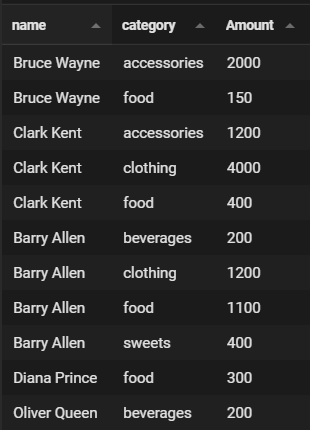 name category Amount
Bruce Wayne accessories 2000
Bruce Wayne food 150
Clark Kent accessories 1200
Clark Kent clothing 4000
Clark Kent food 400
Barry Allen beverages 200
Barry Allen clothing 1200
Barry Allen food 1100
Barry Allen sweets 400
Diana Prince food 300
Oliver Queen beverages 200